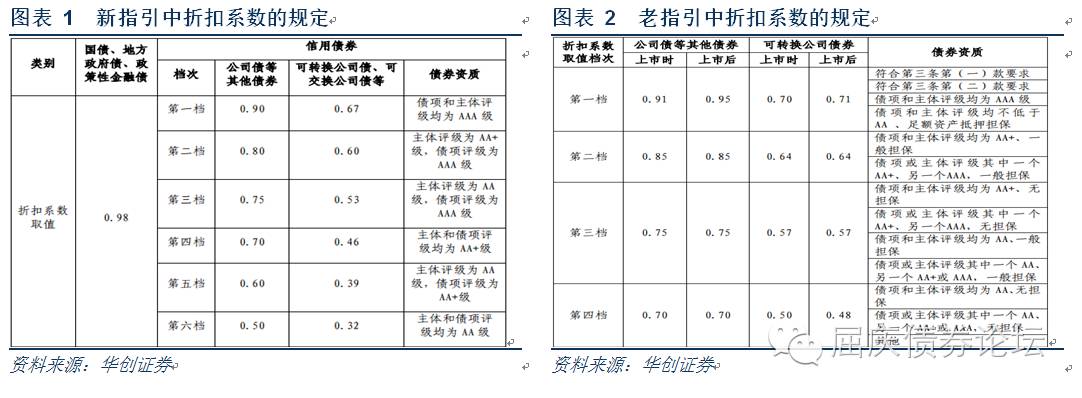 图表 1 新指引中折扣系数的规定
类别
国债、地方
政府债、政
策性金融债
信用债券
档次
公司债等
其他债券
可转换公司债、可
交换公司债等
债券资质
折扣系数
取值
0.98
第一档
0.90
0.67
债项和主体评
级均为 AAA 级
第二档
0.80
0.60
主体评级为 AA+
级，债项评级为
AAA 级
第三档
0.75
0.53
主体评级为 AA
级，债项评级为
AAA 级
第四档
0.70
0.46
主体和债项评
级均为 AA+级
第五档
0.60
0.39
主体评级为 AA
级，债项评级为
AA+级
第六档
0.50
0.32
主体和债项评
级均为 AA 级
资料来源：华创证券
图表 2 老指引中折扣系数的规定
折扣系数
取值档次
公司债等其他债券
可转换公司债券
债券资质
上市时
上市后
上市时
上市后
第一档
0.91
0.95
0.70
0.71
符合第三条第（一）款要求
符合第三条第（二）款要求
债项和主体评级均为 AAA 级
债项和主体评级均不低于
AA 、足额资产抵押担保
第二档
0.85
0.85
0.64
0.64
债项和主体评级均为 AA+、一
般担保
债项或主体评级其中一个
AA+、另一个AAA，一般担保
第三档
0.75
0.75
0.57
0.57
债项和主体评级均为 AA+、无
担保
债项或主体评级其中一个
AA+、另一个AAA，无担保
债项和主体评级均为 AA、一般
担保
债项或主体评级其中一个 AA、
另一个 AA+或 AAA，一般担保
第四档
0.70
0.70
0.50
0.48
债项和主体评级均为 AA、无担
保
债项或主体评级其中一个 AA、
另一个 AA+或 AAA，无担保
其他
屈庆债券论坛
资料来源：华创证券